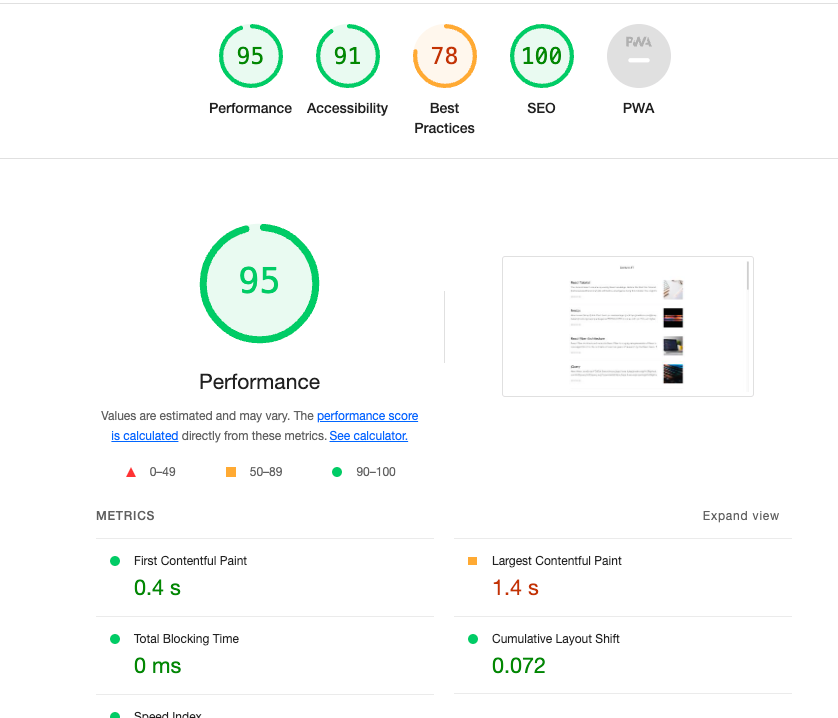 95
91
78
100
PWA
Performance
Accessibility
Best
Practices
SEO
PWA
95
Performance
Values are estimated and may vary. The performance score
is calculated directly from these metrics. See calculator.
0–49
50–89
90–100
METRICS
Expand view
First Contentful Paint
0.4 s
Largest Contentful Paint
1.4 s
Total Blocking Time
0 ms
Cumulative Layout Shift
0.072
Speed Index